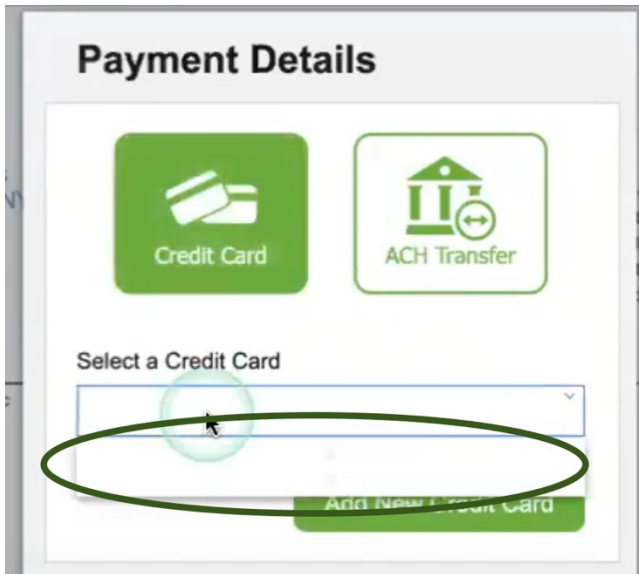 Payment Details
Credit Card
ACH Transfer
Select a Credit Card
Add New Credit Card